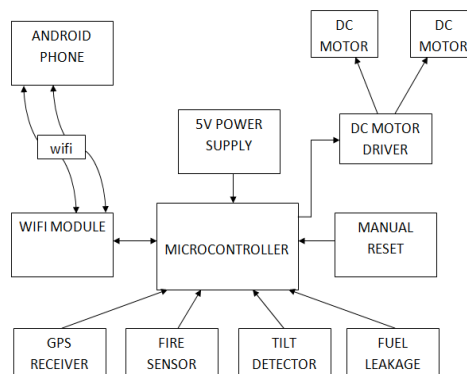 ANDROID
PHONE
DC
MOTOR
DC
MOTOR
wifi
5V POWER
SUPPLY
DC MOTOR
DRIVER
WIFI MODULE
MICROCONTROLLER
MANUAL
RESET
GPS
RECEIVER
FIRE
SENSOR
TILT
DETECTOR
FUEL
LEAKAGE